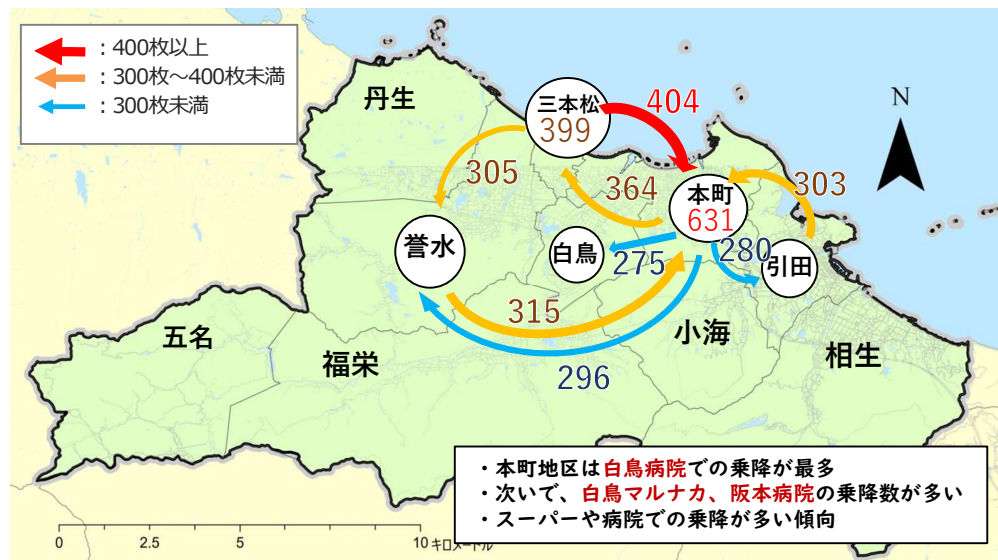 ：400枚以上
：300枚～400枚未満
：300枚未満
N
丹生
三本松
399
404
305
364
本町
631
303
誉水
白鳥
275
280
引田
315
296
五名
福栄
小海
相生
・本町地区は白鳥病院での乗降が最多
・次いで、白鳥マルナカ、阪本病院の乗降数が多い
・スーパーや病院での乗降が多い傾向
0 2.5 5 10 キロメートル